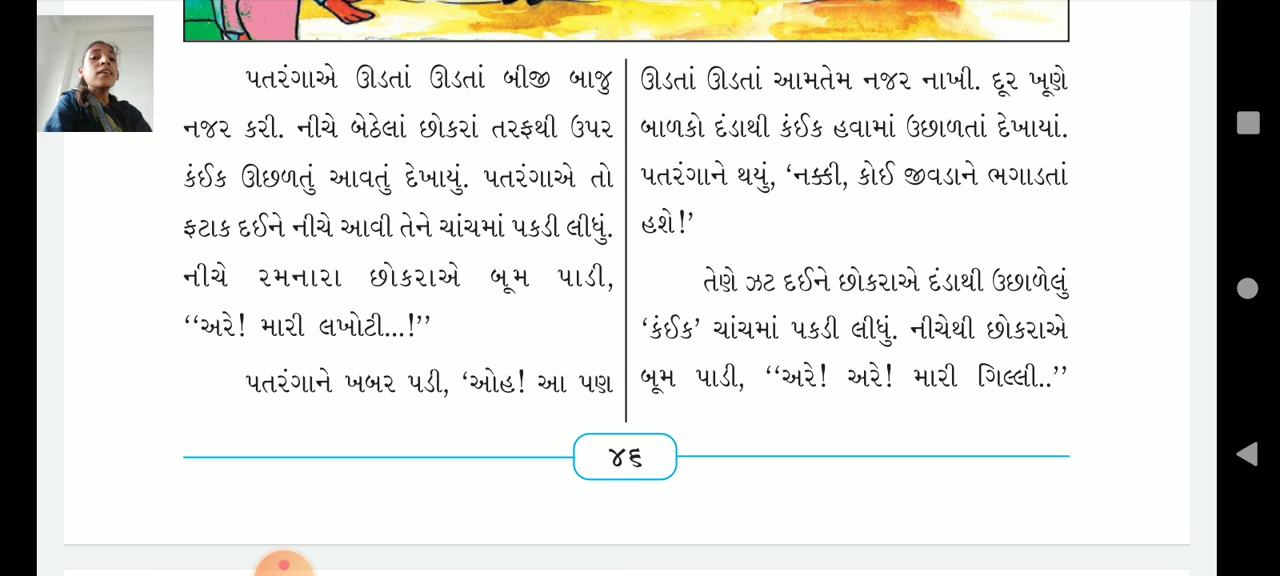 પતરંગાએ ઊડતાં ઊડતાં બીજી બાજુ
નજર કરી. નીચે બેઠેલાં છોકરાં તરફથી ઉપર
કંઈક ઊછળતું આવતું દેખાયું. પતરંગાએ તો
ફટાક દઈને નીચે આવી તેને ચાંચમાં પકડી લીધું.
નીચે રમનારા છોકરાએ બૂમ પાડી,
‘‘અરે! મારી લખોટી...!’’
પતરંગાને ખબર પડી, ‘ઓહ! આ પણ
ઊડતાં ઊડતાં આમતેમ નજર નાખી. દૂર ખૂણે
બાળકો દંડાથી કંઈક હવામાં ઉછાળતાં દેખાયાં.
પતરંગાને થયું, ‘નક્કી, કોઈ જીવડાને ભગાડતાં
હશે!’
તેણે ઝટ દઈને છોકરાએ દંડાથી ઉછાળેલું
‘કંઈક’ ચાંચમાં પકડી લીધું. નીચેથી છોકરાએ
બૂમ પાડી, ‘‘અરે! અરે! મારી ગિલ્લી..’’
૪૬